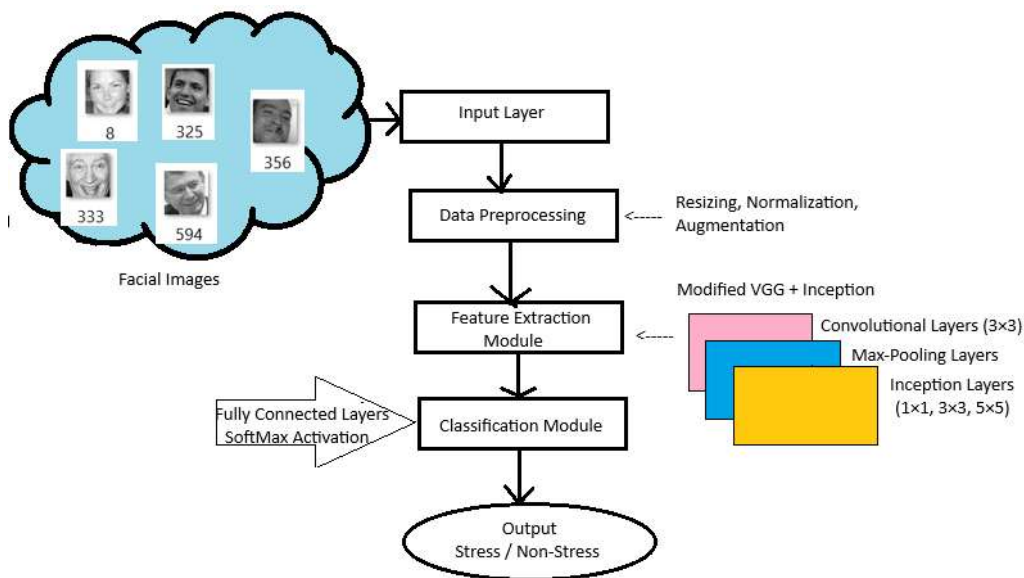 8
325
356
333
594
Facial Images
Input Layer
Data Preprocessing
Resizing, Normalization,
Augmentation
Feature Extraction
Module
Modified VGG + Inception
Convolutional Layers (3×3)
Max-Pooling Layers
Inception Layers
(1×1, 3×3, 5×5)
Fully Connected Layers
SoftMax Activation
Classification Module
Output
Stress / Non-Stress